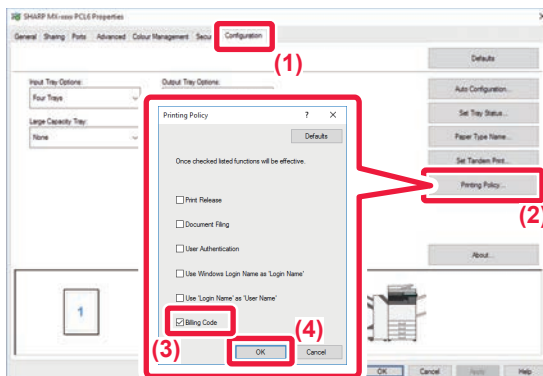 SHARP MX-xxxx PCL6 Properties
General Sharing Ports Advanced Colour Management Secu Configuration
(1)
Defaults
Input Tray Options:
Output Tray Options:
Four Trays
Auto Configuration...
Large Capacity Tray:
None
Set Tray Status...
Paper Type Name...
Set Tandem Print...
Printing Policy...
(2)
About...
Printing Policy ? ×
Defaults
Once checked listed functions will be effective.
Print Release
Document Filing
User Authentication
Use Windows Login Name as 'Login Name'
Use 'Login Name' as 'User Name'
Billing Code
(3)
(4)
OK Cancel
1
OK Cancel Apply Help